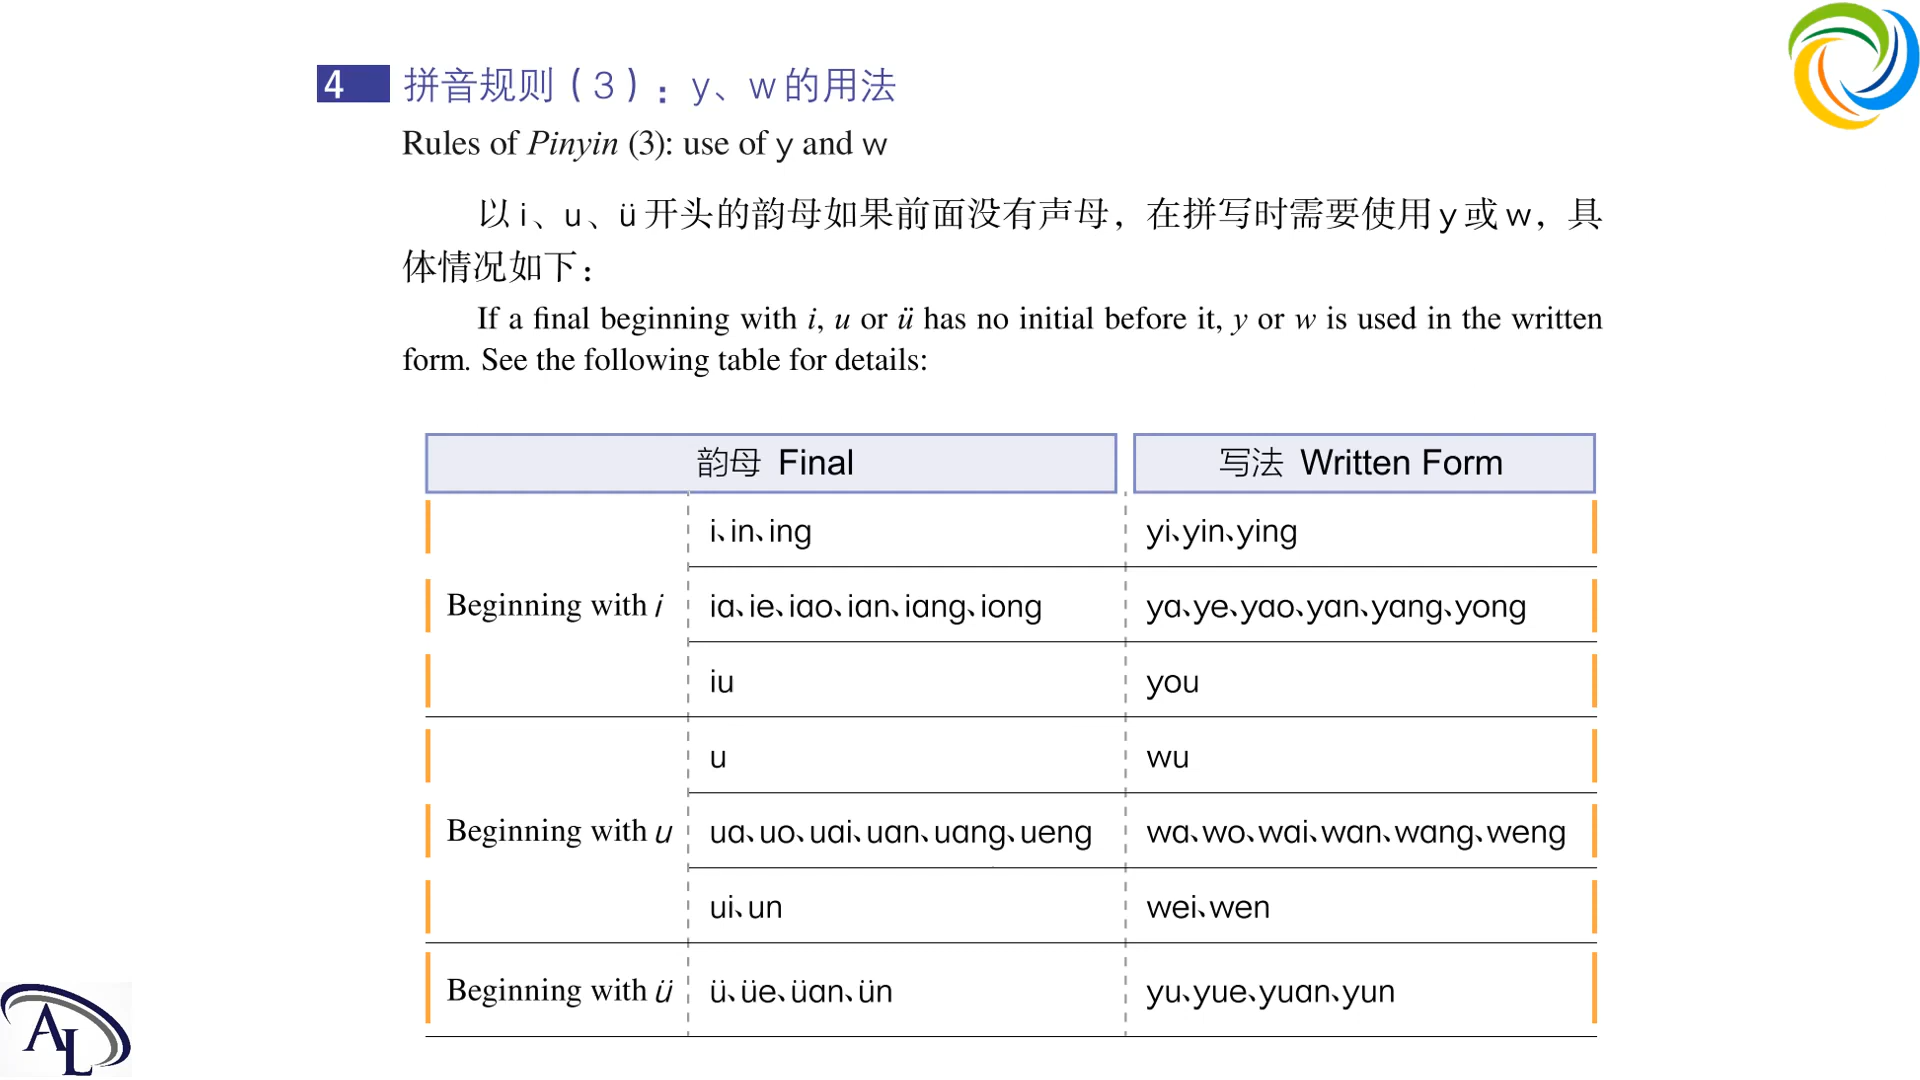 4 拼音规则（3）：y、w 的用法
Rules of Pinyin (3): use of y and w
以 i、u、ü 开头的韵母如果前面没有声母，在拼写时需要使用 y 或 w，具
体情况如下：
If a final beginning with i, u or ü has no initial before it, y or w is used in the written
form. See the following table for details:
韵母 Final 写法 Written Form
i、in、ing yi、yin、ying
Beginning with i ia、ie、iao、ian、iang、iong ya、ye、yao、yan、yang、yong
iu you
u wu
Beginning with u ua、uo、uai、uan、uang、ueng wa、wo、wai、wan、wang、weng
ui、un wei、wen
Beginning with ü ü、üe、üan、ün yu、yue、yuan、yun
AL